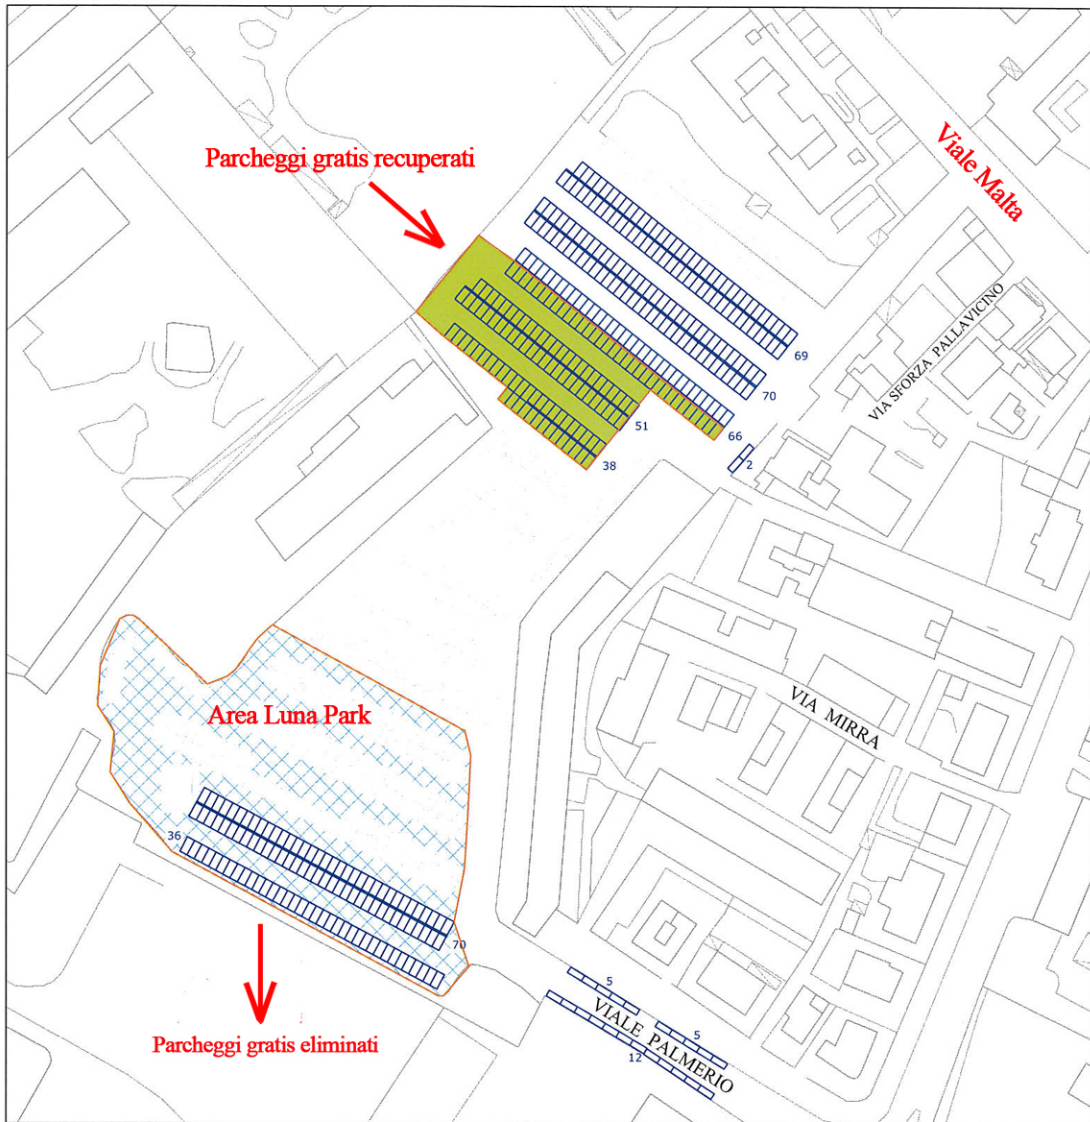 Viale Malta
Parcheggi gratis recuperati
VIA SFORZA PALLAVICINO
69
70
66
51
38
2
Area Luna Park
VIA MIRRA
36
70
Parcheggi gratis eliminati
5
5
12
VIALE PALMERIO